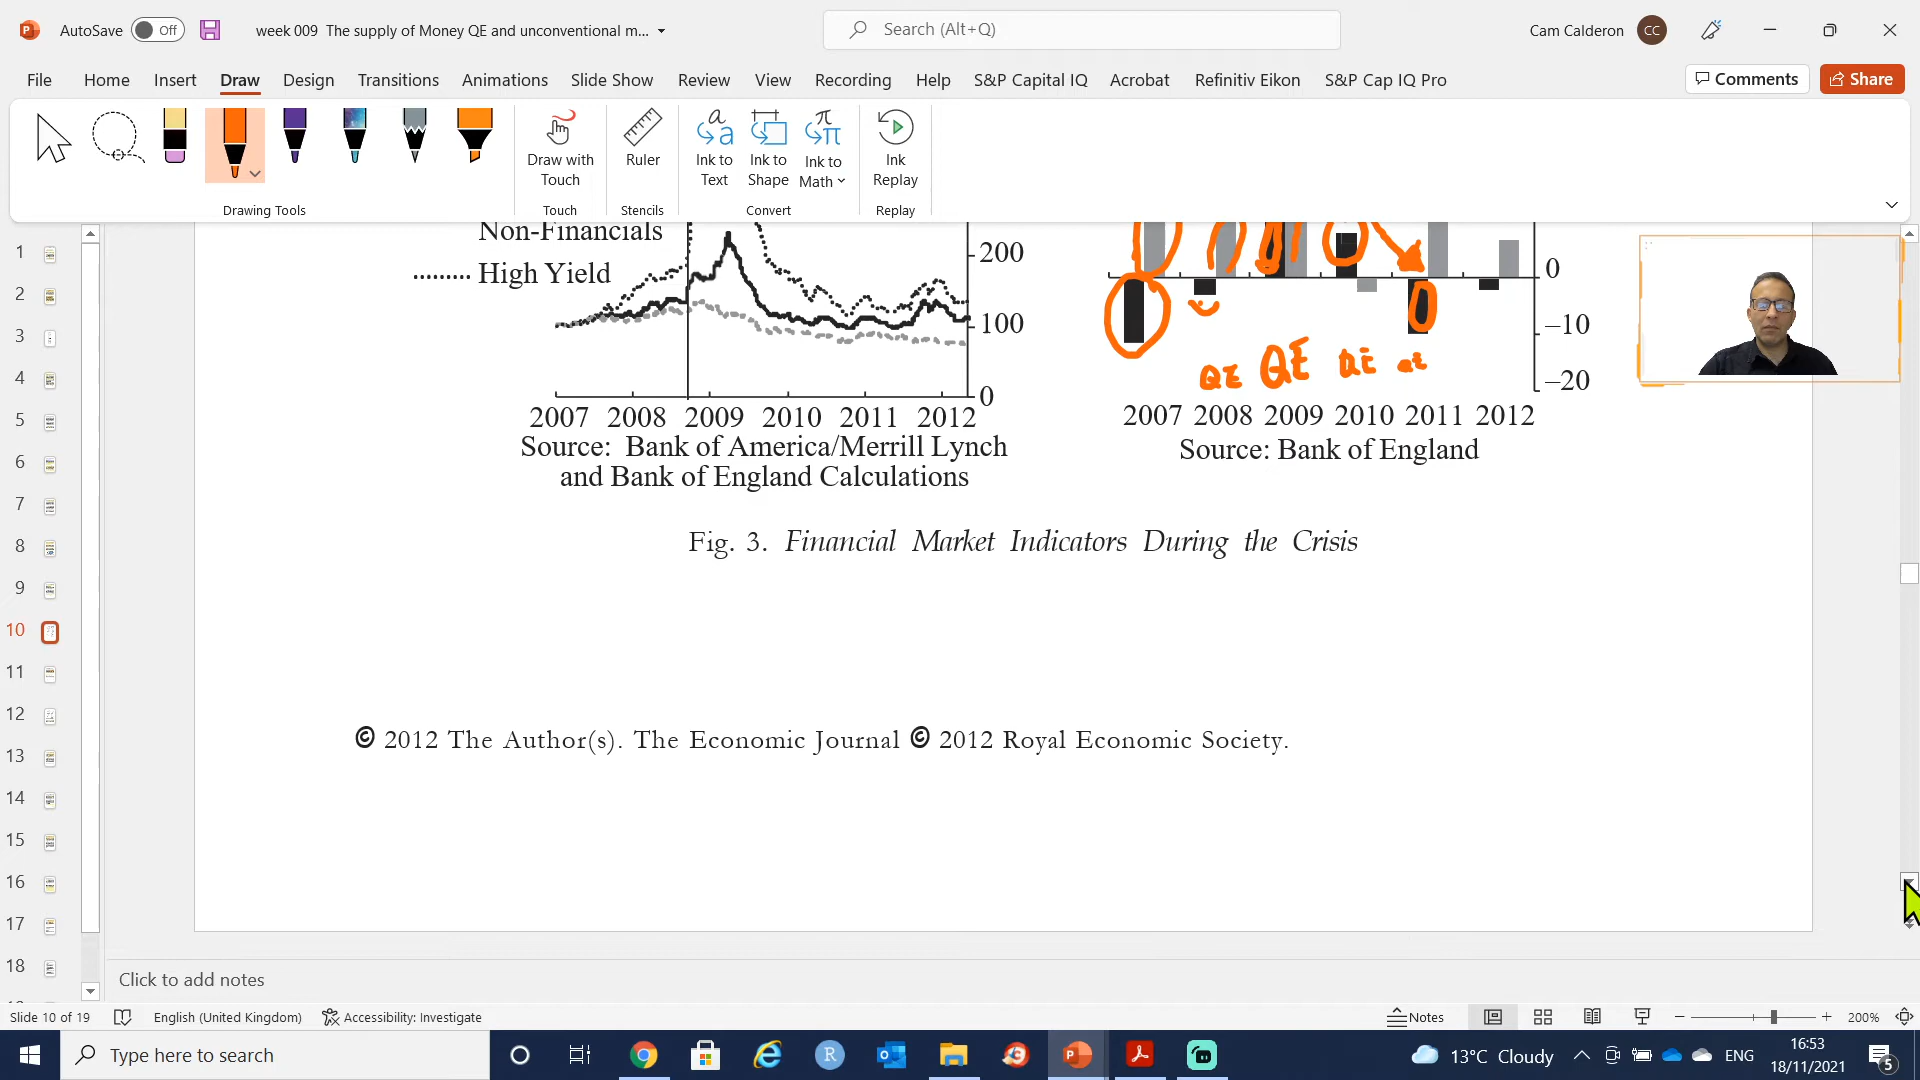 AutoSave Off week 009 The supply of Money QE and unconventional m... Search (Alt+Q) Cam Calderon CC
File Home Insert Draw Design Transitions Animations Slide Show Review View Recording Help S&P Capital IQ Acrobat Refinitiv Eikon S&P Cap IQ Pro Comments Share
Draw with Touch
Ruler
Ink to Text
Ink to Shape
Ink to Math
Ink Replay
Drawing Tools Touch Stencils Convert Replay
1
2
3
4
5
6
7
8
9
10
11
12
13
14
15
16
17
18
Non-Financials
High Yield
200
100
0
2007 2008 2009 2010 2011 2012
Source: Bank of America/Merrill Lynch
and Bank of England Calculations
0
–10
–20
QE QE QE QE
2007 2008 2009 2010 2011 2012
Source: Bank of England
Fig. 3. Financial Market Indicators During the Crisis
© 2012 The Author(s). The Economic Journal © 2012 Royal Economic Society.
Click to add notes
Slide 10 of 19 English (United Kingdom) Accessibility: Investigate Notes 200%
Type here to search 13°C Cloudy ENG 16:53
18/11/2021 5